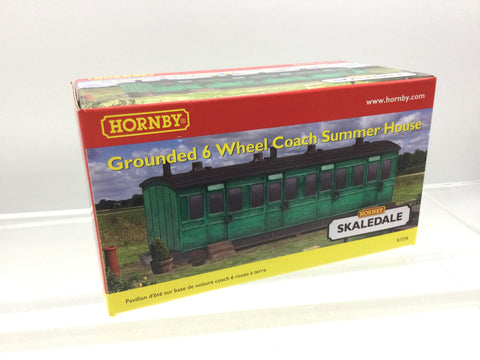 www.hornby.com
HORNBY®
Grounded 6 Wheel Coach Summer House
HORNBY
SKALEDALE
Pavillon d'été sur base de voiture coach 6 roues à terre